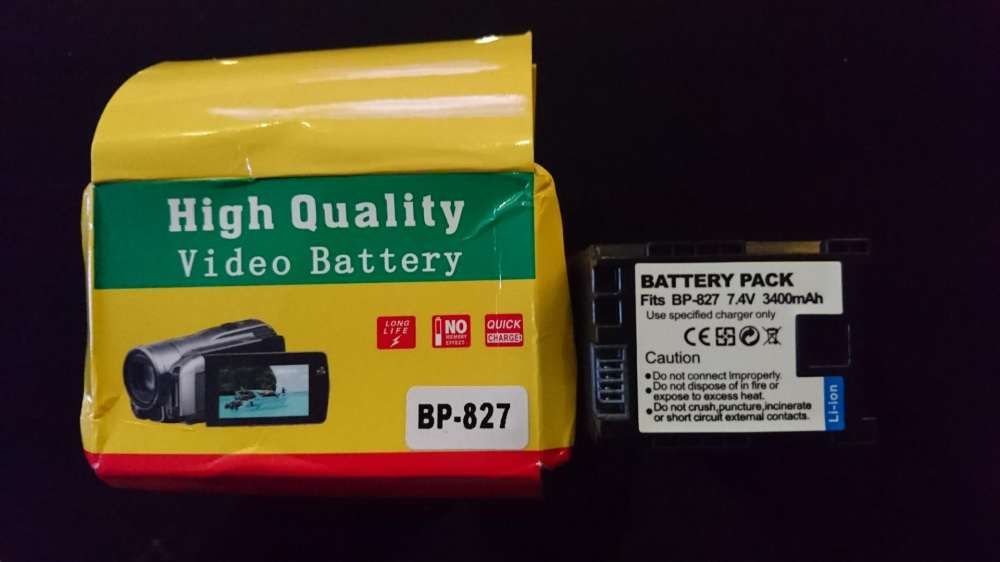 High Quality
Video Battery
LONG
LIFE
NO
MEMORY
EFFECT
QUICK
CHARGE
BP-827
BATTERY PACK
Fits BP-827 7.4V 3400mAh
Use specified charger only
CE
Caution
•Do not connect Improperly.
•Do not dispose of in fire or
expose to excess heat.
•Do not crush,puncture,incinerate
or short circuit external contacts.
Li-ion